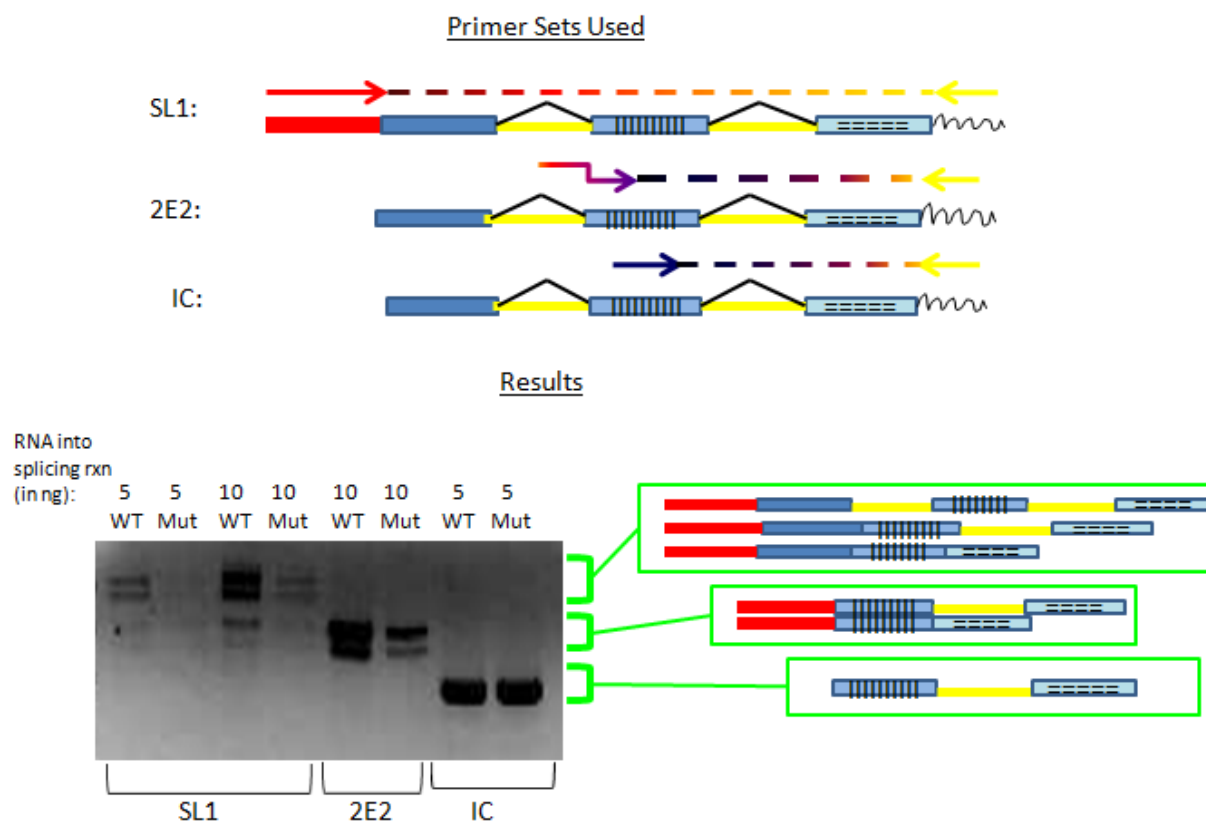 Primer Sets Used
SL1:
2E2:
IC:
Results
RNA into
splicing rxn
(in ng):
5 5 10 10 10 10 5 5
WT Mut WT Mut WT Mut WT Mut
SL1 2E2 IC